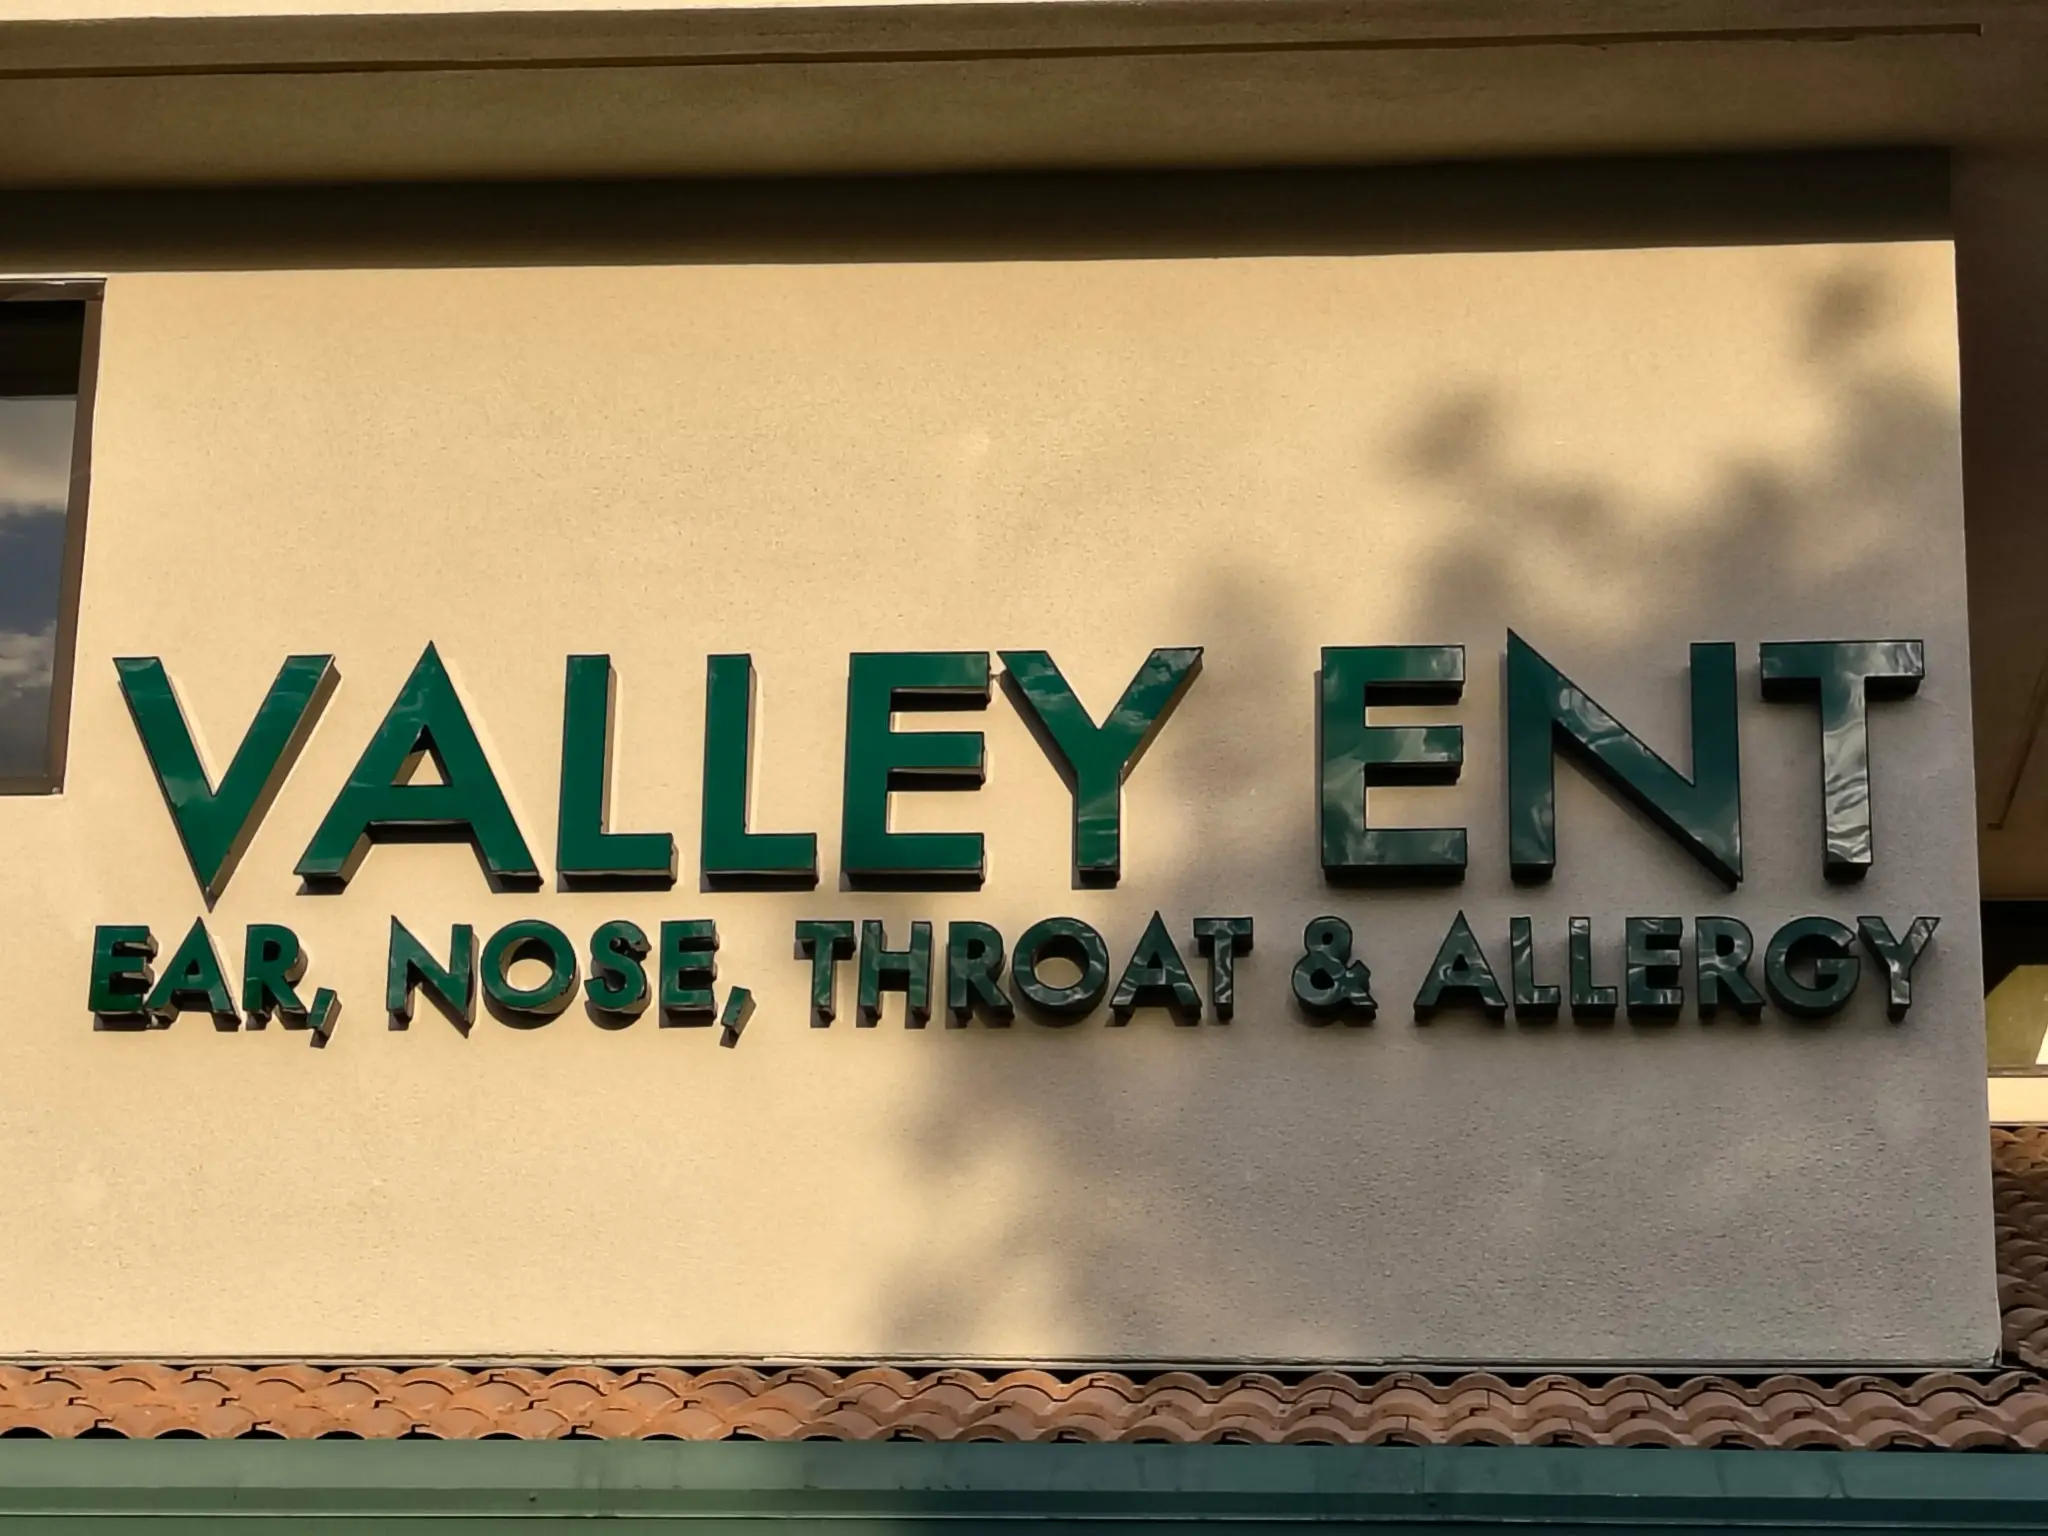 VALLEY ENT
EAR, NOSE, THROAT & ALLERGY